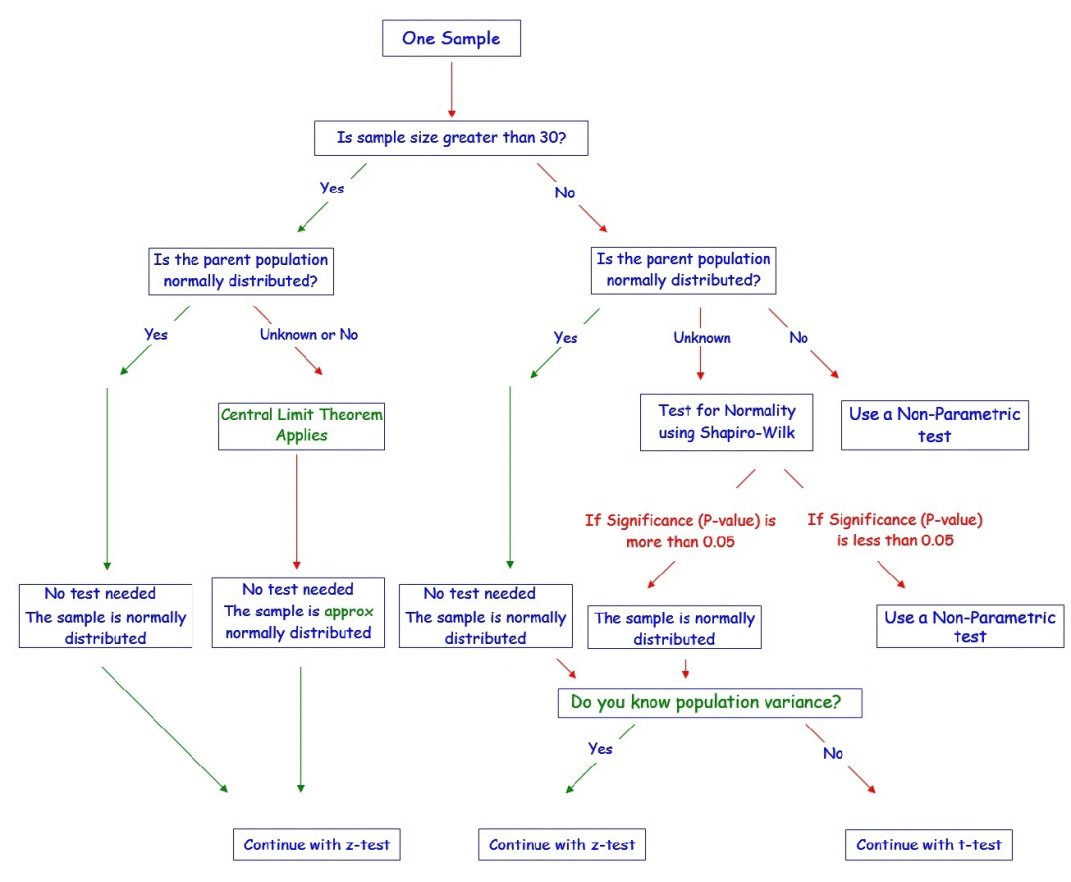 One Sample
Is sample size greater than 30?
Yes
No
Is the parent population
normally distributed?
Is the parent population
normally distributed?
Yes
Unknown or No
Yes
Unknown
No
Central Limit Theorem
Applies
Test for Normality
using Shapiro-Wilk
Use a Non-Parametric
test
If Significance (P-value) is
more than 0.05
If Significance (P-value)
is less than 0.05
No test needed
The sample is normally
distributed
No test needed
The sample is approx
normally distributed
No test needed
The sample is normally
distributed
The sample is normally
distributed
Use a Non-Parametric
test
Do you know population variance?
Yes
No
Continue with z-test
Continue with z-test
Continue with t-test